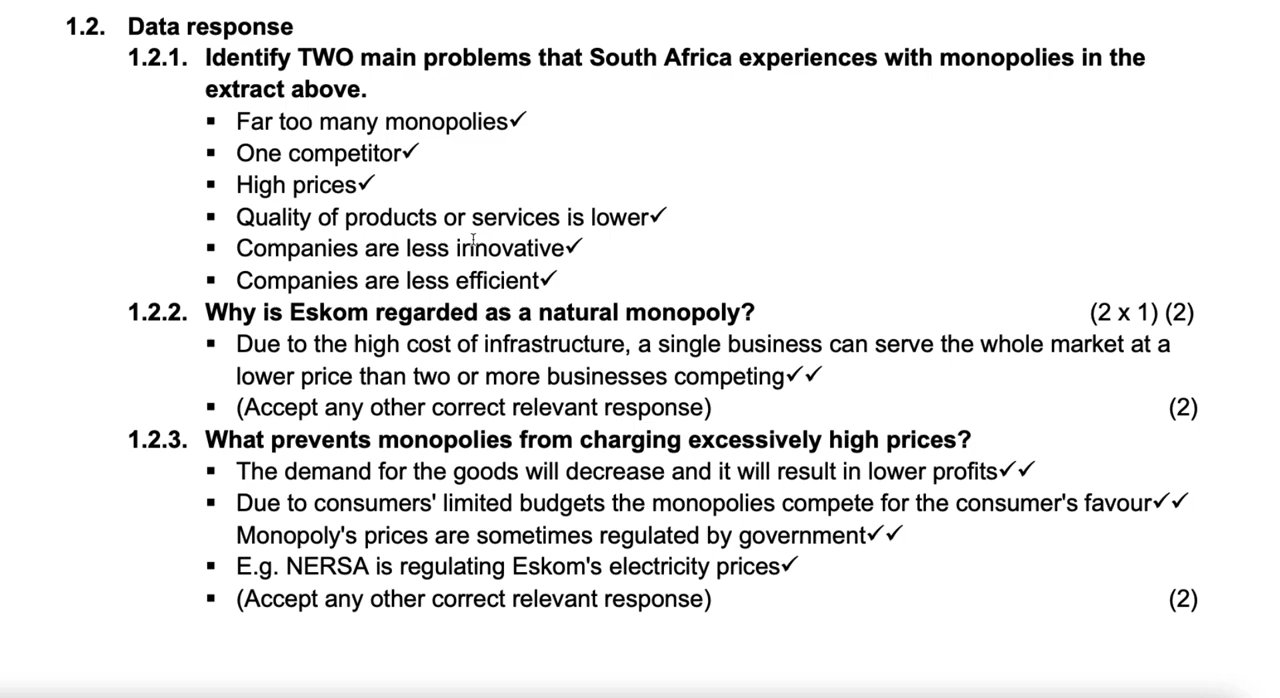 1.2. Data response
1.2.1. Identify TWO main problems that South Africa experiences with monopolies in the
extract above.
▪ Far too many monopolies✓
▪ One competitor✓
▪ High prices✓
▪ Quality of products or services is lower✓
▪ Companies are less innovative✓
▪ Companies are less efficient✓
1.2.2. Why is Eskom regarded as a natural monopoly? (2 x 1) (2)
▪ Due to the high cost of infrastructure, a single business can serve the whole market at a
lower price than two or more businesses competing✓✓
▪ (Accept any other correct relevant response) (2)
1.2.3. What prevents monopolies from charging excessively high prices?
▪ The demand for the goods will decrease and it will result in lower profits✓✓
▪ Due to consumers' limited budgets the monopolies compete for the consumer's favour✓✓
Monopoly's prices are sometimes regulated by government✓✓
▪ E.g. NERSA is regulating Eskom's electricity prices✓
▪ (Accept any other correct relevant response) (2)